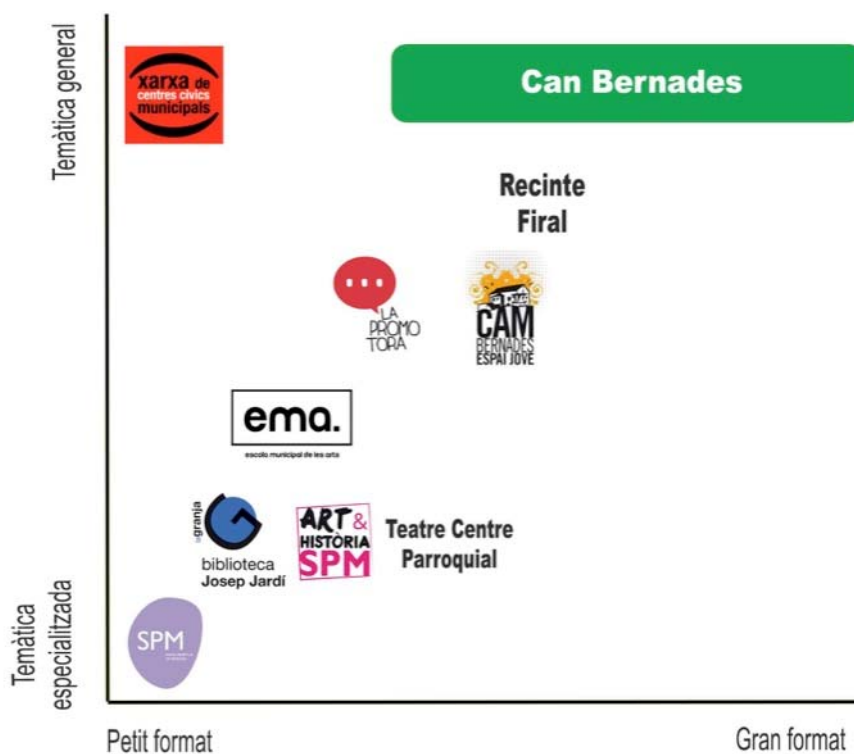 Temàtica general
xarxa de
centres cívics
municipals
Can Bernades
Recinte
Firal
LA
PROMO
TORA
CAM
BERNADES
ESPAI JOVE
ema.
escola municipal de les arts
la granja
biblioteca
Josep Jardí
ART &
HISTÒRIA
SPM
Teatre Centre
Parroquial
Temàtica
especialitzada
SPM
Petit format
Gran format